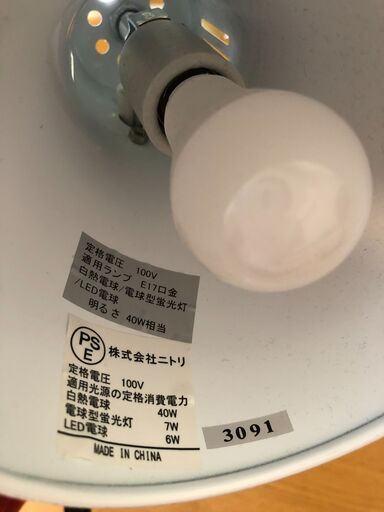 定格電圧 100V
適用ランプ E17口金
白熱電球/電球型蛍光灯
/LED電球
明るさ 40W相当
PSE 株式会社ニトリ
定格電圧 100V
適用光源の定格消費電力
白熱電球 40W
電球型蛍光灯 7W
LED電球 6W
MADE IN CHINA
3091